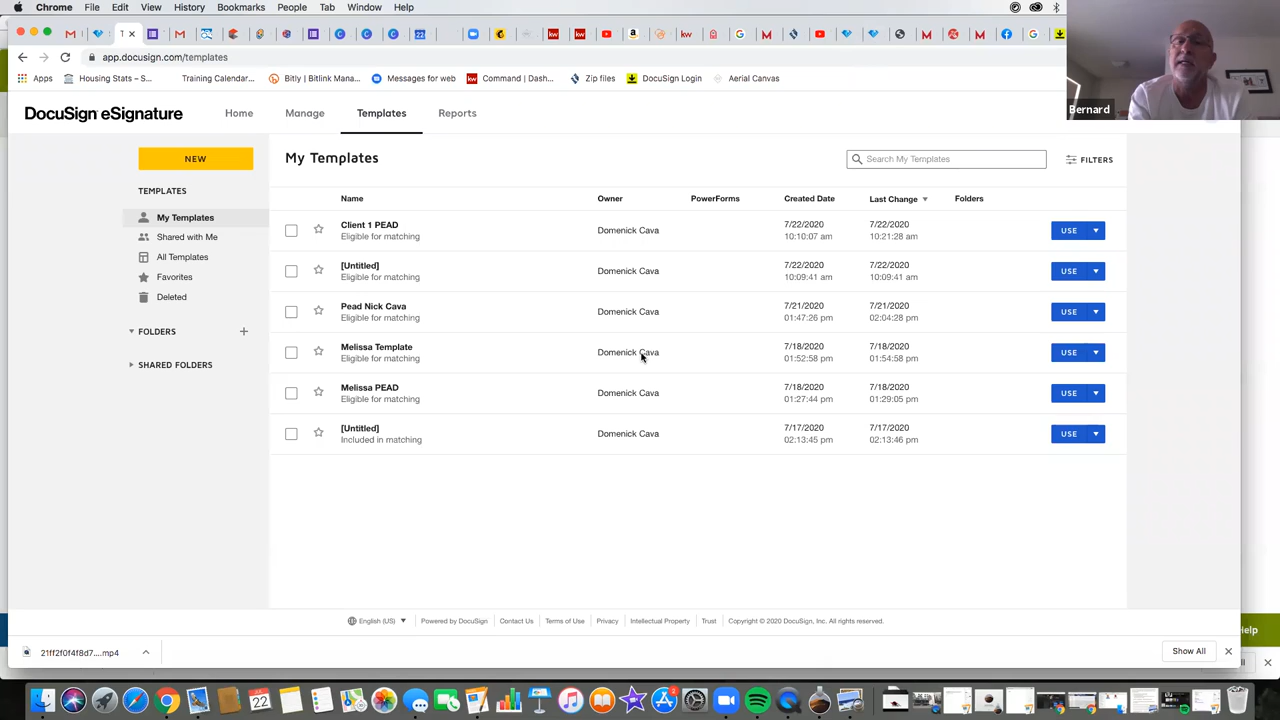 Chrome File Edit View History Bookmarks People Tab Window Help
22
app.docusign.com/templates
Bernard
Apps Housing Stats – S... Training Calendar... Bitly | Bitlink Mana... Messages for web Command | Dash... Zip files DocuSign Login Aerial Canvas
DocuSign eSignature Home Manage Templates Reports
NEW
My Templates
Search My Templates
FILTERS
TEMPLATES
My Templates
Shared with Me
All Templates
Favorites
Deleted
FOLDERS
SHARED FOLDERS
Name Owner PowerForms Created Date Last Change Folders
Client 1 PEAD Domenick Cava 7/22/2020 7/22/2020 USE
Eligible for matching 10:10:07 am 10:21:28 am
[Untitled] Domenick Cava 7/22/2020 7/22/2020 USE
Eligible for matching 10:09:41 am 10:09:41 am
Pead Nick Cava Domenick Cava 7/21/2020 7/21/2020 USE
Eligible for matching 01:47:26 pm 02:04:28 pm
Melissa Template Domenick Cava 7/18/2020 7/18/2020 USE
Eligible for matching 01:52:58 pm 01:54:58 pm
Melissa PEAD Domenick Cava 7/18/2020 7/18/2020 USE
Eligible for matching 01:27:44 pm 01:29:05 pm
[Untitled] Domenick Cava 7/17/2020 7/17/2020 USE
Included in matching 02:13:45 pm 02:13:46 pm
English (US) Powered by DocuSign Contact Us Terms of Use Privacy Intellectual Property Trust Copyright © 2020 DocuSign, Inc. All rights reserved.
Help
21ff2f0f4f8d7....mp4
Show All
22